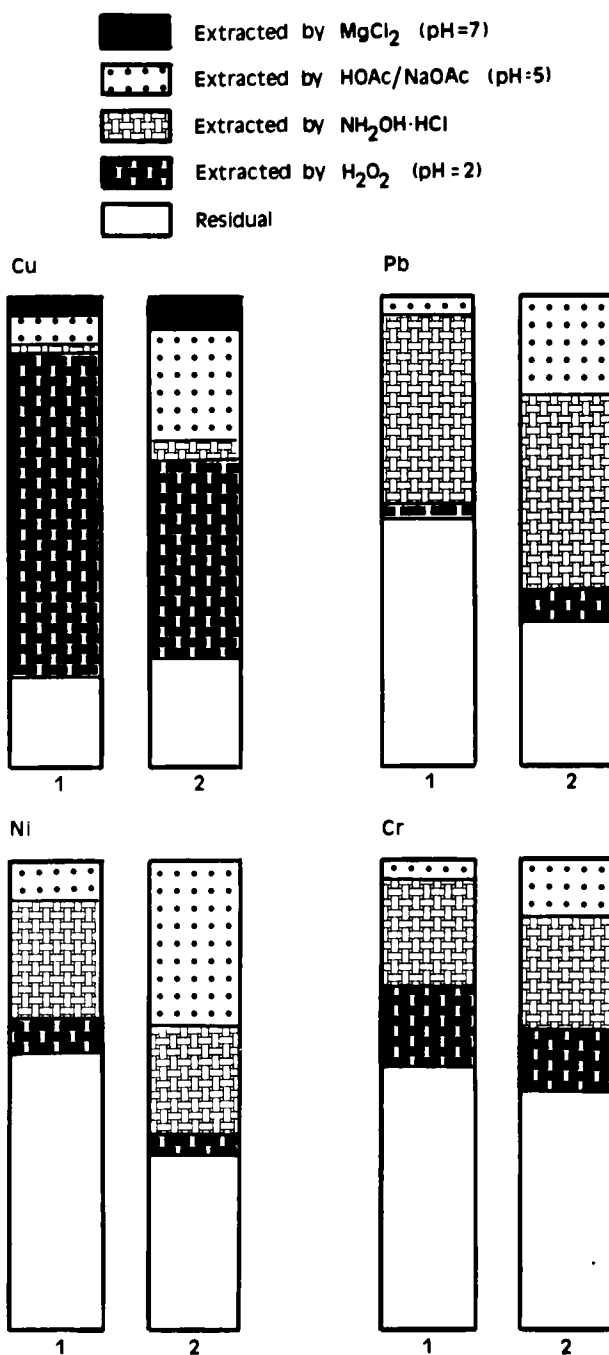 Extracted by MgCl₂ (pH=7)
Extracted by HOAc/NaOAc (pH=5)
Extracted by NH₂OH·HCl
Extracted by H₂O₂ (pH=2)
Residual
Cu
Pb
1
2
1
2
Ni
Cr
1
2
1
2